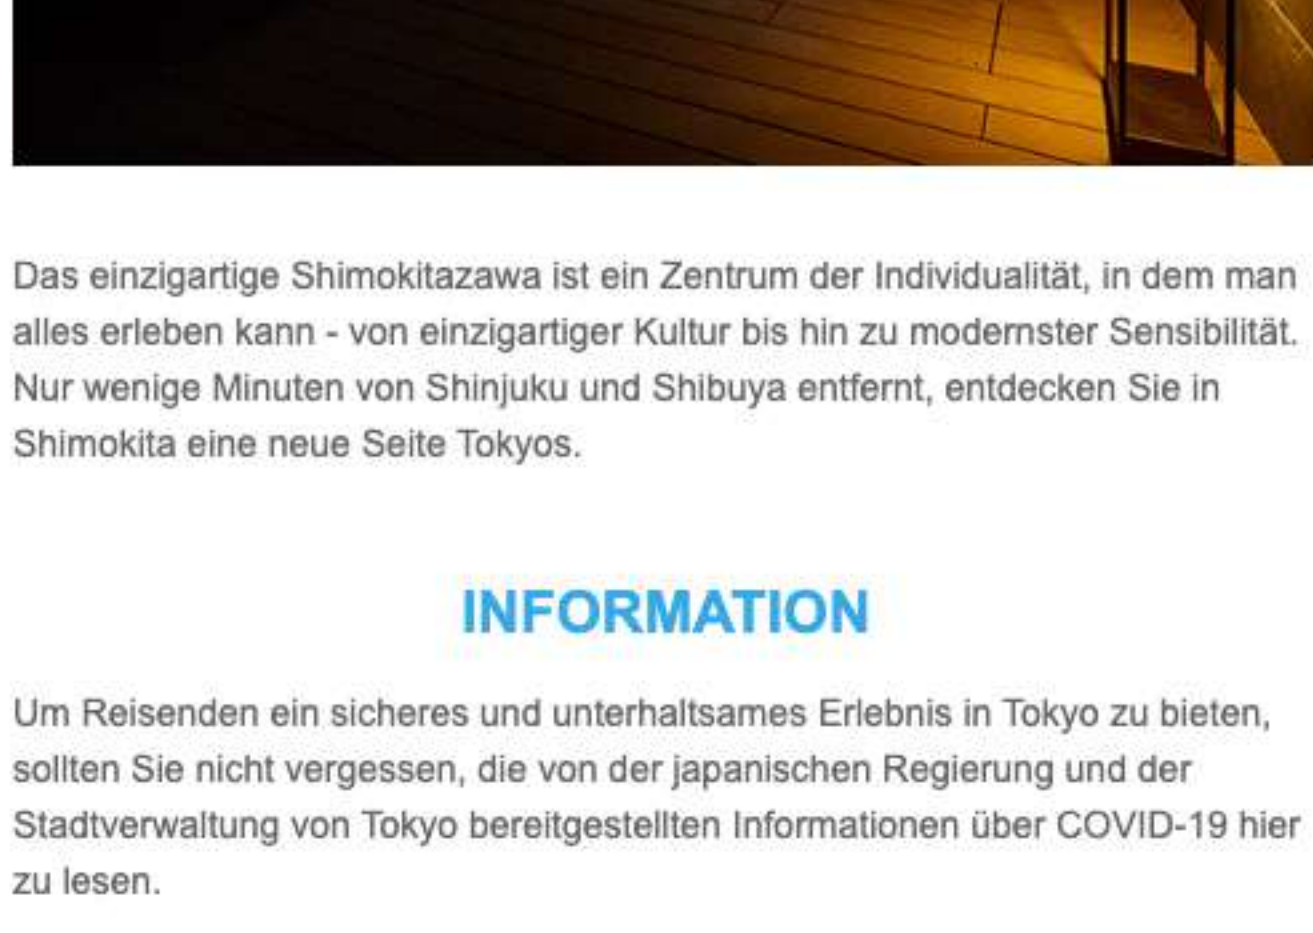 Das einzigartige Shimokitazawa ist ein Zentrum der Individualität, in dem man
alles erleben kann - von einzigartiger Kultur bis hin zu modernster Sensibilität.
Nur wenige Minuten von Shinjuku und Shibuya entfernt, entdecken Sie in
Shimokita eine neue Seite Tokyos.
INFORMATION
Um Reisenden ein sicheres und unterhaltsames Erlebnis in Tokyo zu bieten,
sollten Sie nicht vergessen, die von der japanischen Regierung und der
Stadtverwaltung von Tokyo bereitgestellten Informationen über COVID-19 hier
zu lesen.